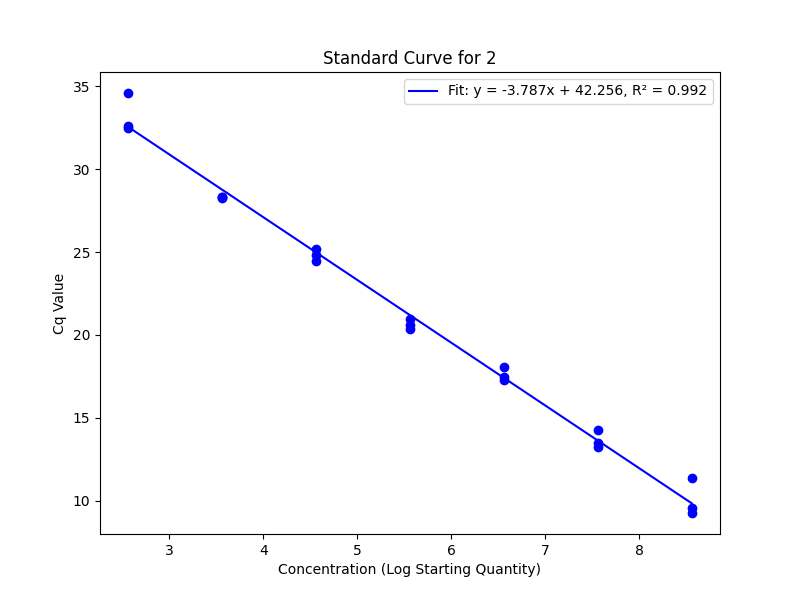 Standard Curve for 2
Fit: y = -3.787x + 42.256, R² = 0.992
Cq Value
35
30
25
20
15
10
3 4 5 6 7 8
Concentration (Log Starting Quantity)